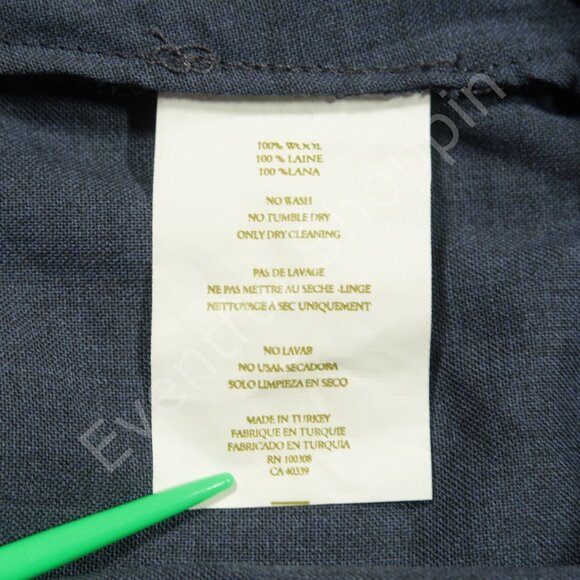 100% WOOL
100 % LAINE
100 %LANA
NO WASH
NO TUMBLE DRY
ONLY DRY CLEANING
PAS DE LAVAGE
NE PAS METTRE AU SECHE -LINGE
NETTOYAGE À SEC UNIQUEMENT
NO LAVAR
NO USAR SECADORA
SOLO LIMPIEZA EN SECO
MADE IN TURKEY
FABRIQUE EN TURQUIE
FABRICADO EN TURQUIA
RN 100308
CA 40339